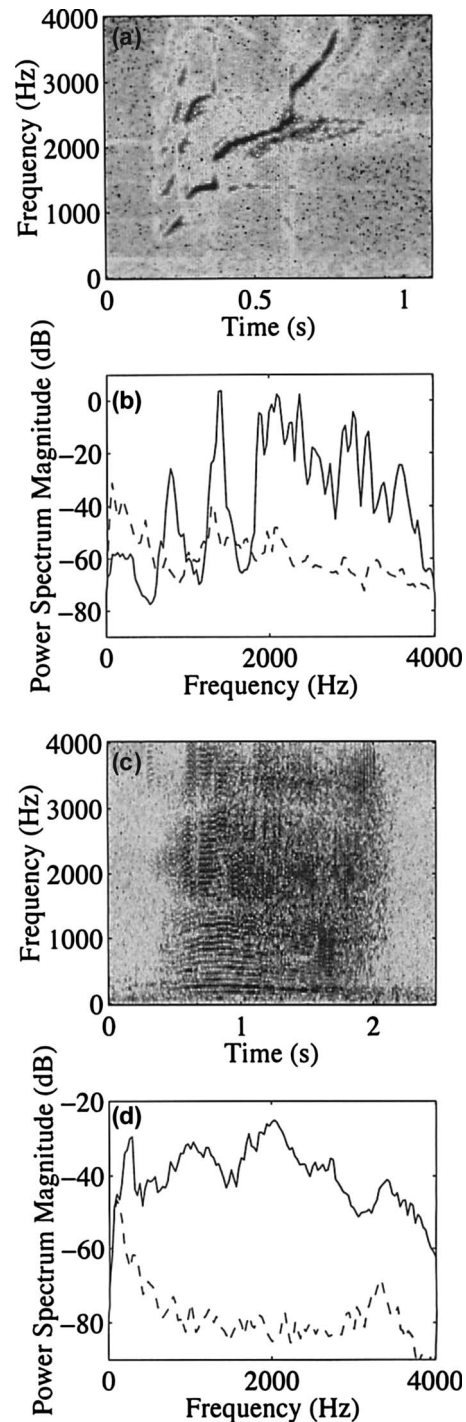 (a)
Frequency (Hz)
4000
3000
2000
1000
0
0 0.5 1
Time (s)
(b)
Power Spectrum Magnitude (dB)
0
−20
−40
−60
−80
0 2000 4000
Frequency (Hz)
(c)
Frequency (Hz)
4000
3000
2000
1000
0
0 1 2
Time (s)
(d)
Power Spectrum Magnitude (dB)
−20
−40
−60
−80
0 2000 4000
Frequency (Hz)